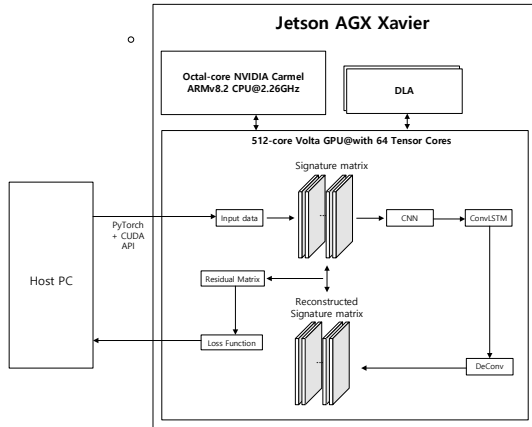 Jetson AGX Xavier
Octal-core NVIDIA Carmel
ARMv8.2 CPU@2.26GHz
DLA
512-core Volta GPU@with 64 Tensor Cores
Signature matrix
Host PC
PyTorch
+ CUDA
API
Input data
...
CNN
ConvLSTM
Residual Matrix
Reconstructed
Signature matrix
Loss Function
...
DeConv